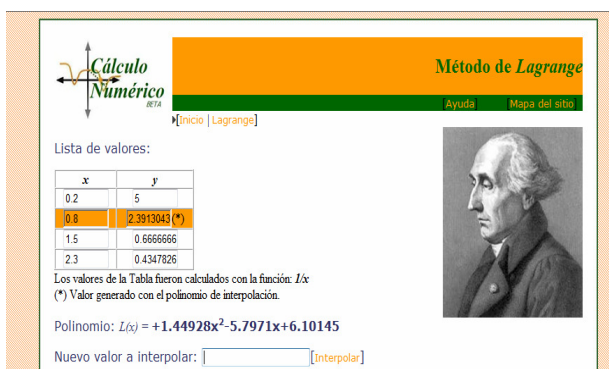 Cálculo
Numérico
BETA
Método de Lagrange
Ayuda] Mapa del sitio]
[Inicio | Lagrange]
Lista de valores:
x y
0.2 5
0.8 2.3913043 (*)
1.5 0.6666666
2.3 0.4347826
Los valores de la Tabla fueron calculados con la función: 1/x
(*) Valor generado con el polinomio de interpolación.
Polinomio: L(x) = +1.44928x²-5.7971x+6.10145
Nuevo valor a interpolar: [Interpolar]